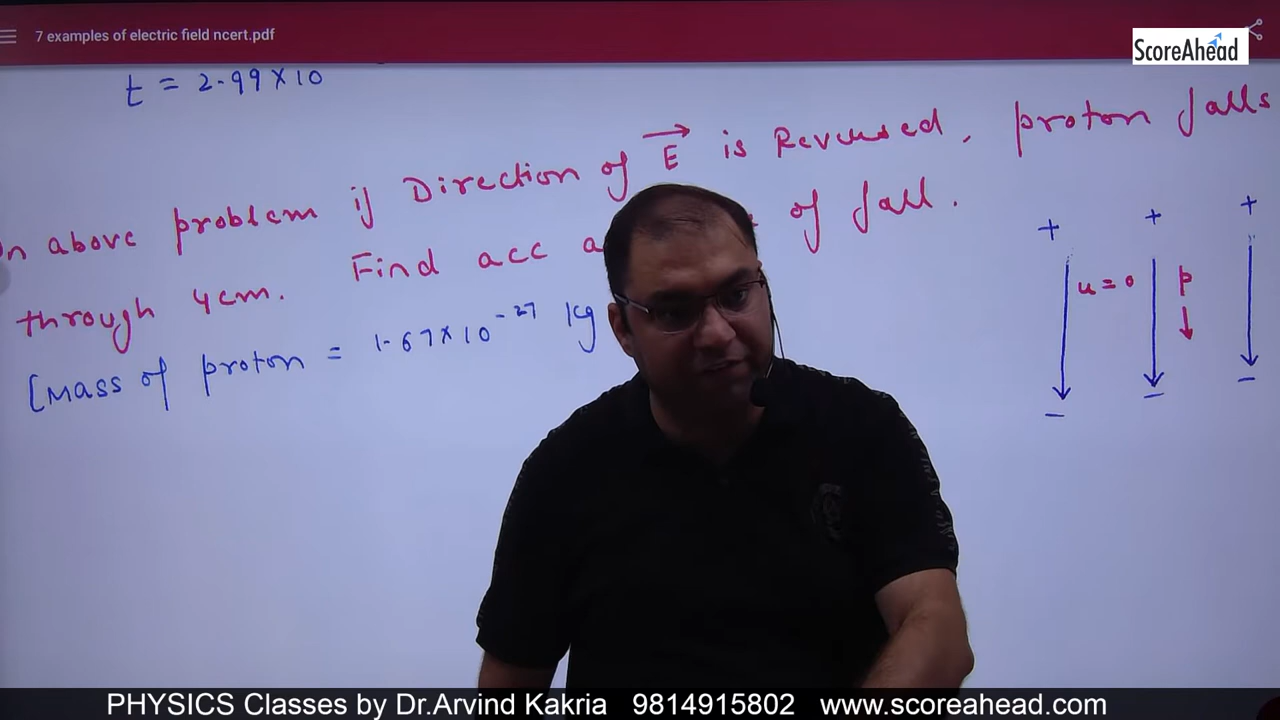 7 examples of electric field ncert.pdf
ScoreAhead
t = 2.99×10
n above problem if Direction of E⃗ is Reversed, proton falls
through 4cm. Find acc a of fall.
[Mass of proton = 1.67×10⁻²⁷ Kg
+ + +
u = 0 p
− − −
PHYSICS Classes by Dr.Arvind Kakria 9814915802 www.scoreahead.com